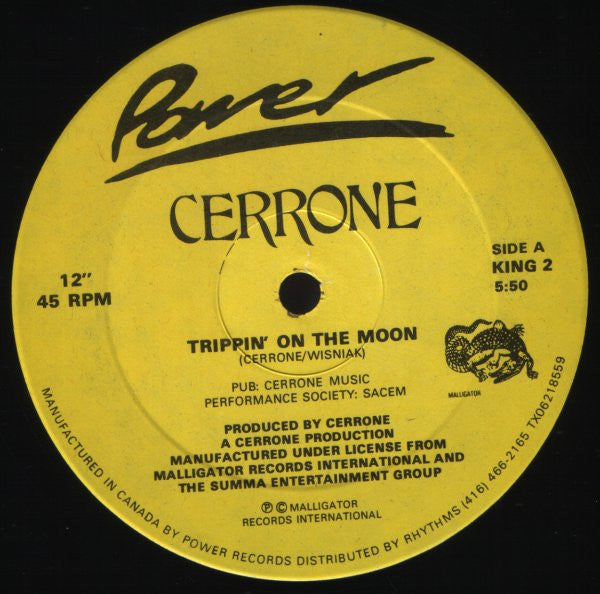 Power
CERRONE
12"
45 RPM
SIDE A
KING 2
5:50
TRIPPIN' ON THE MOON
(CERRONE/WISNIAK)
PUB: CERRONE MUSIC
PERFORMANCE SOCIETY: SACEM
MALLIGATOR
PRODUCED BY CERRONE
A CERRONE PRODUCTION
MANUFACTURED UNDER LICENSE FROM
MALLIGATOR RECORDS INTERNATIONAL AND
THE SUMMA ENTERTAINMENT GROUP
Ⓟ © MALLIGATOR
RECORDS INTERNATIONAL
MANUFACTURED IN CANADA BY POWER RECORDS DISTRIBUTED BY RHYTHMS (416) 466-2165 TX06218559